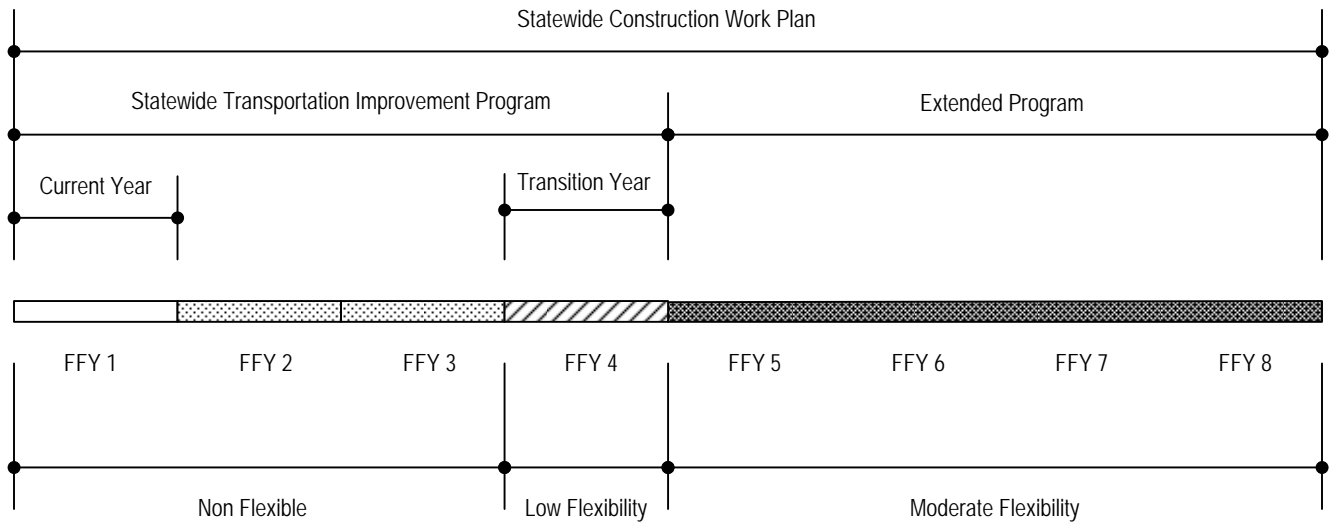 Statewide Construction Work Plan
Statewide Transportation Improvement Program
Extended Program
Current Year
Transition Year
FFY 1
FFY 2
FFY 3
FFY 4
FFY 5
FFY 6
FFY 7
FFY 8
Non Flexible
Low Flexibility
Moderate Flexibility